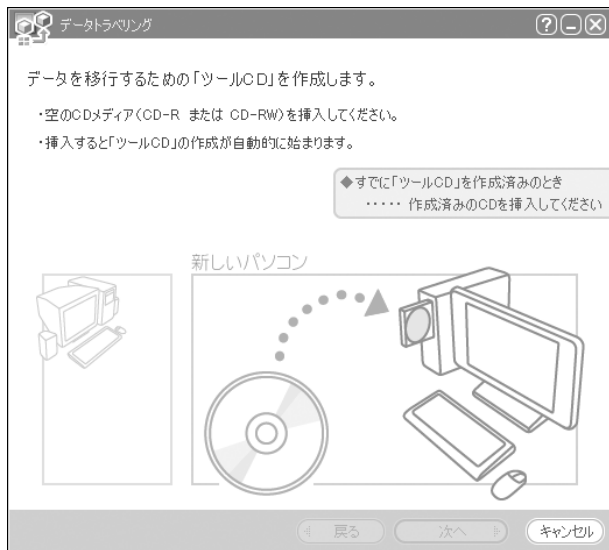 データトラベリング
データを移行するための「ツールCD」を作成します。
・空のCDメディア(CD-R または CD-RW)を挿入してください。
・挿入すると「ツールCD」の作成が自動的に始まります。
◆すでに「ツールCD」を作成済みのとき
・・・・・ 作成済みのCDを挿入してください
新しいパソコン
戻る 次へ キャンセル